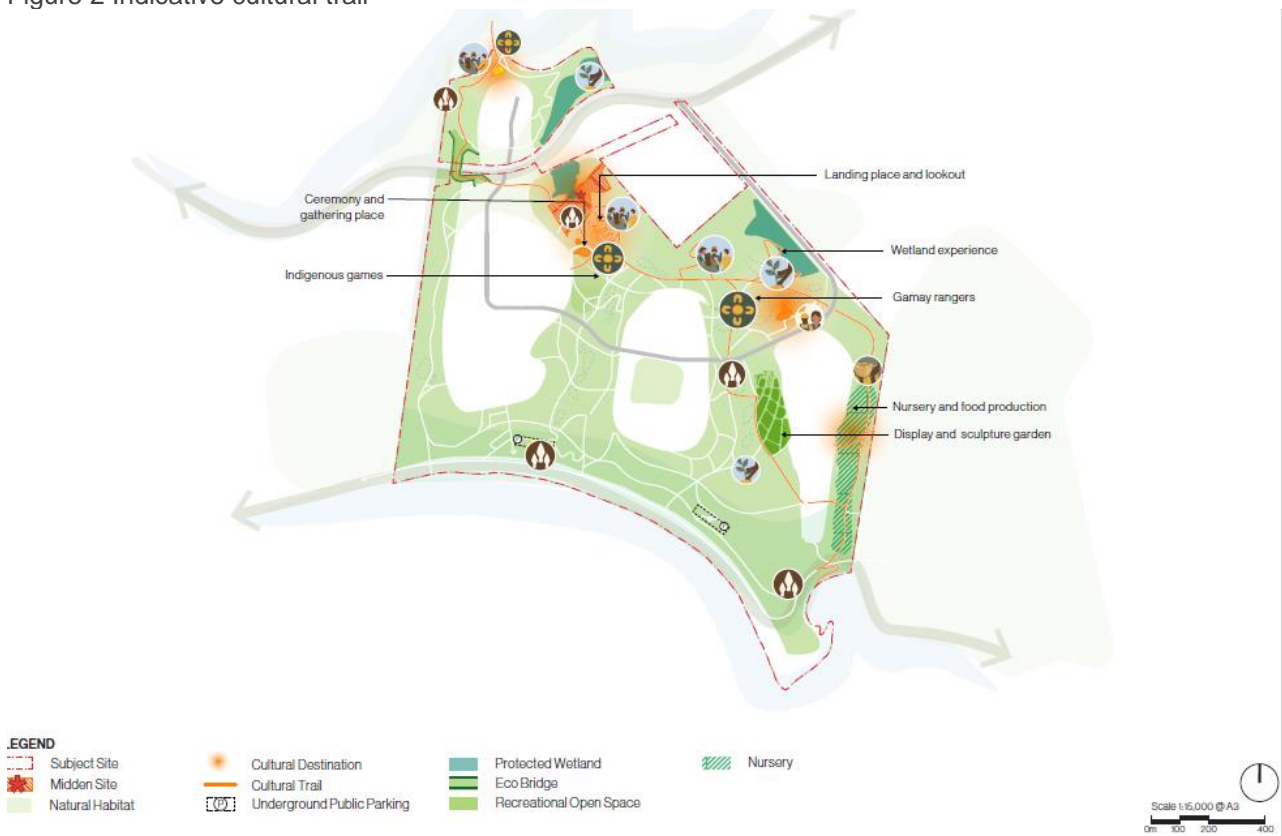 Figure 2 Indicative cultural trail
Landing place and lookout
Ceremony and
gathering place
Wetland experience
Indigenous games
Gamay rangers
Nursery and food production
Display and sculpture garden
.EGEND
Subject Site
Midden Site
Natural Habitat
Cultural Destination
Cultural Trail
(P) Underground Public Parking
Protected Wetland
Eco Bridge
Recreational Open Space
Nursery
Scale 1:15,000 @ A3
0m 100 200 400